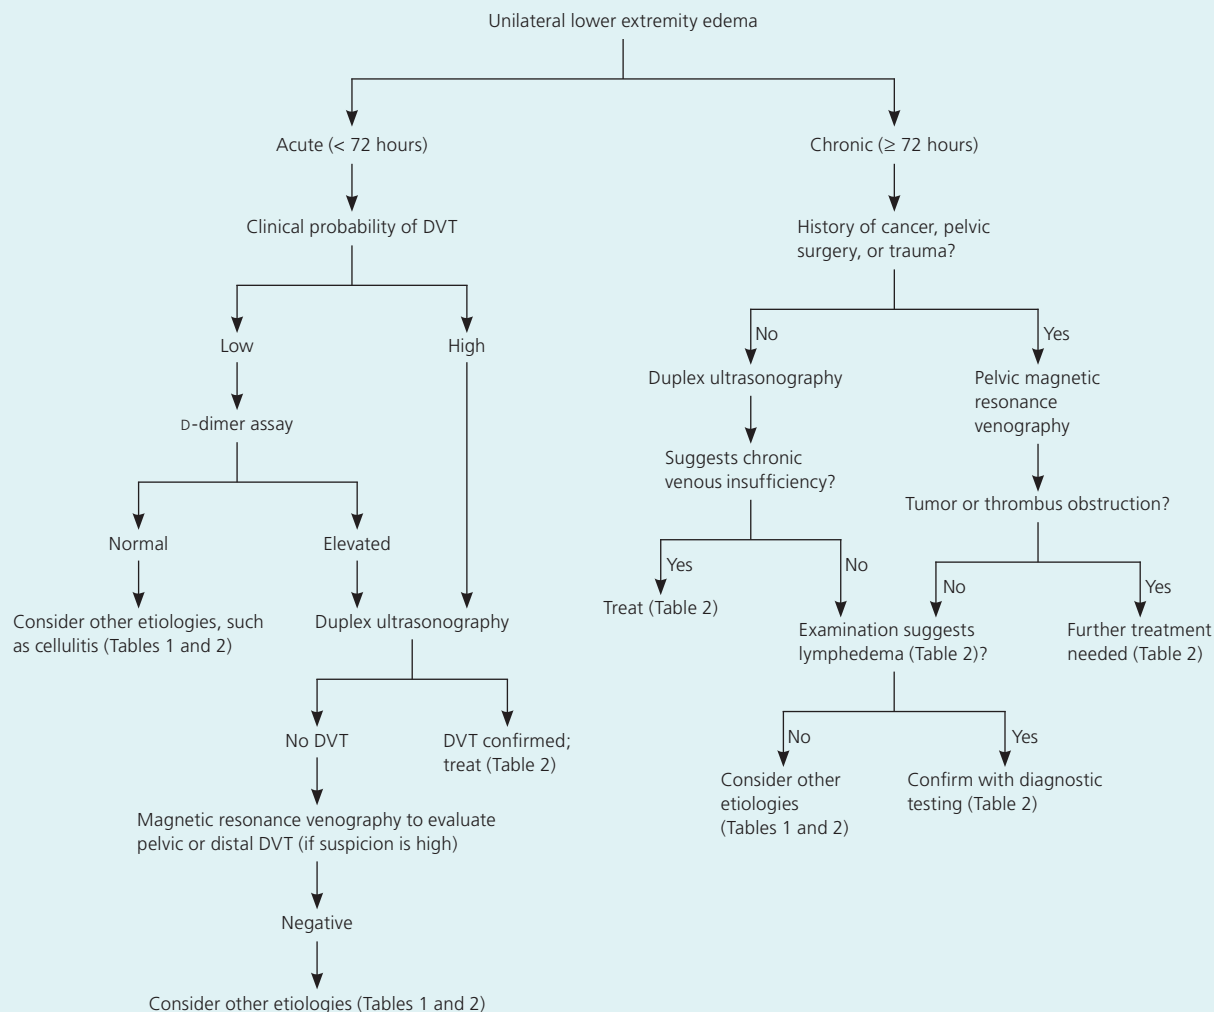 Unilateral lower extremity edema
Acute (< 72 hours)
Chronic (≥ 72 hours)
Clinical probability of DVT
History of cancer, pelvic
surgery, or trauma?
Low
High
No
Yes
Duplex ultrasonography
Pelvic magnetic
resonance
venography
D-dimer assay
Suggests chronic
venous insufficiency?
Tumor or thrombus obstruction?
Normal
Elevated
Yes
No
No
Yes
Consider other etiologies, such
as cellulitis (Tables 1 and 2)
Duplex ultrasonography
Treat (Table 2)
Examination suggests
lymphedema (Table 2)?
Further treatment
needed (Table 2)
No DVT
DVT confirmed;
treat (Table 2)
No
Yes
Consider other
etiologies
(Tables 1 and 2)
Confirm with diagnostic
testing (Table 2)
Magnetic resonance venography to evaluate
pelvic or distal DVT (if suspicion is high)
Negative
Consider other etiologies (Tables 1 and 2)